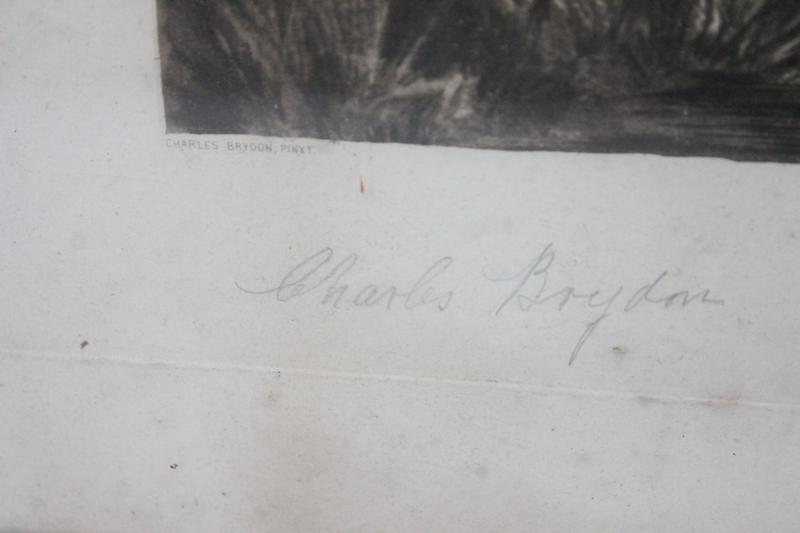 CHARLES BRYDON, PINXT.
Charles Brydon